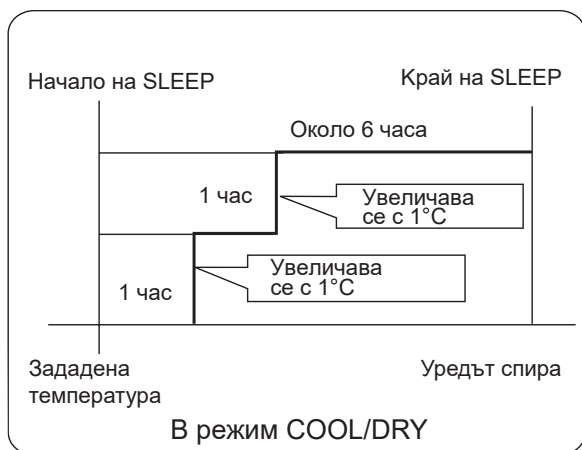 Начало на SLEEP
Край на SLEEP
Около 6 часа
1 час
Увеличава
се с 1°C
1 час
Увеличава
се с 1°C
Зададена
температура
Уредът спира
В режим COOL/DRY